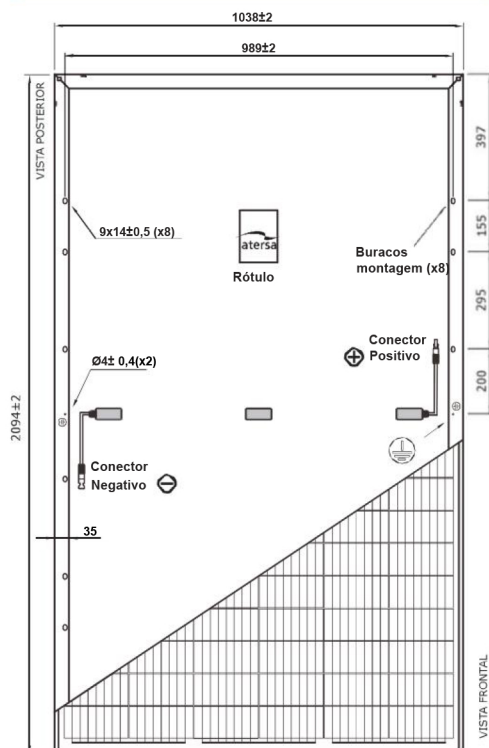 1038±2
989±2
VISTA POSTERIOR
397
9x14±0,5 (x8)
atersa
Rótulo
Buracos
montagem (x8)
155
295
Conector
Positivo
200
Ø4± 0,4(x2)
2094±2
Conector
Negativo
35
VISTA FRONTAL